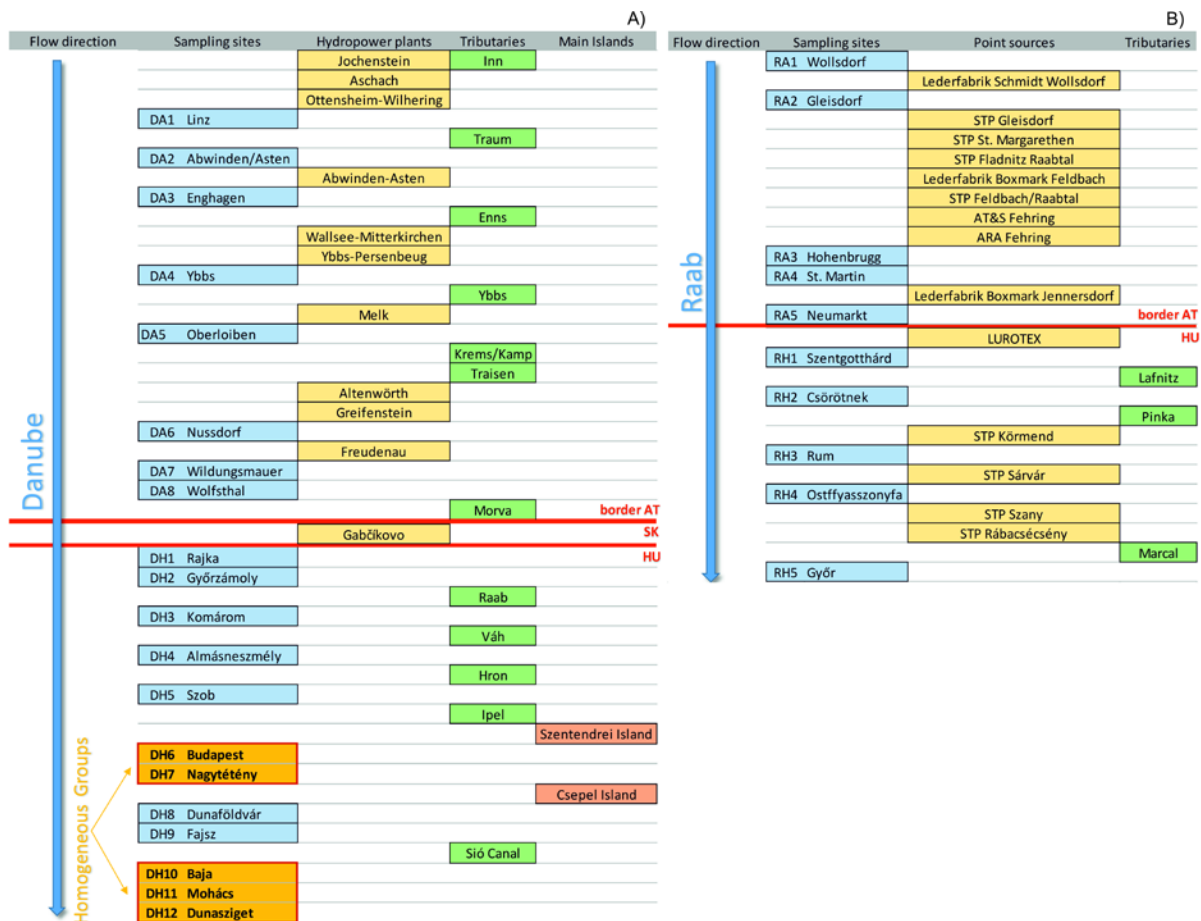 A)
Flow direction Sampling sites Hydropower plants Tributaries Main Islands
Jochenstein Inn
Aschach
Ottensheim-Wilhering
DA1 Linz
Traum
DA2 Abwinden/Asten
Abwinden-Asten
DA3 Enghagen
Enns
Wallsee-Mitterkirchen
Ybbs-Persenbeug
DA4 Ybbs
Ybbs
Melk
DA5 Oberloiben
Krems/Kamp
Traisen
Altenwörth
Greifenstein
DA6 Nussdorf
Freudenau
DA7 Wildungsmauer
DA8 Wolfsthal
Morva border AT
Gabčíkovo SK
HU
DH1 Rajka
DH2 Győrzámoly
Raab
DH3 Komárom
Váh
DH4 Almásneszmély
Hron
DH5 Szob
Ipel
Szentendrei Island
DH6 Budapest
DH7 Nagytétény
Csepel Island
DH8 Dunaföldvár
DH9 Fajsz
Sió Canal
DH10 Baja
DH11 Mohács
DH12 Dunasziget
Danube
Homogeneous Groups
B)
Flow direction Sampling sites Point sources Tributaries
RA1 Wollsdorf
Lederfabrik Schmidt Wollsdorf
RA2 Gleisdorf
STP Gleisdorf
STP St. Margarethen
STP Fladnitz Raabtal
Lederfabrik Boxmark Feldbach
STP Feldbach/Raabtal
AT&S Fehring
ARA Fehring
RA3 Hohenbrugg
RA4 St. Martin
Lederfabrik Boxmark Jennersdorf
RA5 Neumarkt border AT
LUROTEX HU
RH1 Szentgotthárd
Lafnitz
RH2 Csörötnek
Pinka
STP Körmend
RH3 Rum
STP Sárvár
RH4 Ostffyasszonyfa
STP Szany
STP Rábacsécsény
Marcal
RH5 Győr
Raab